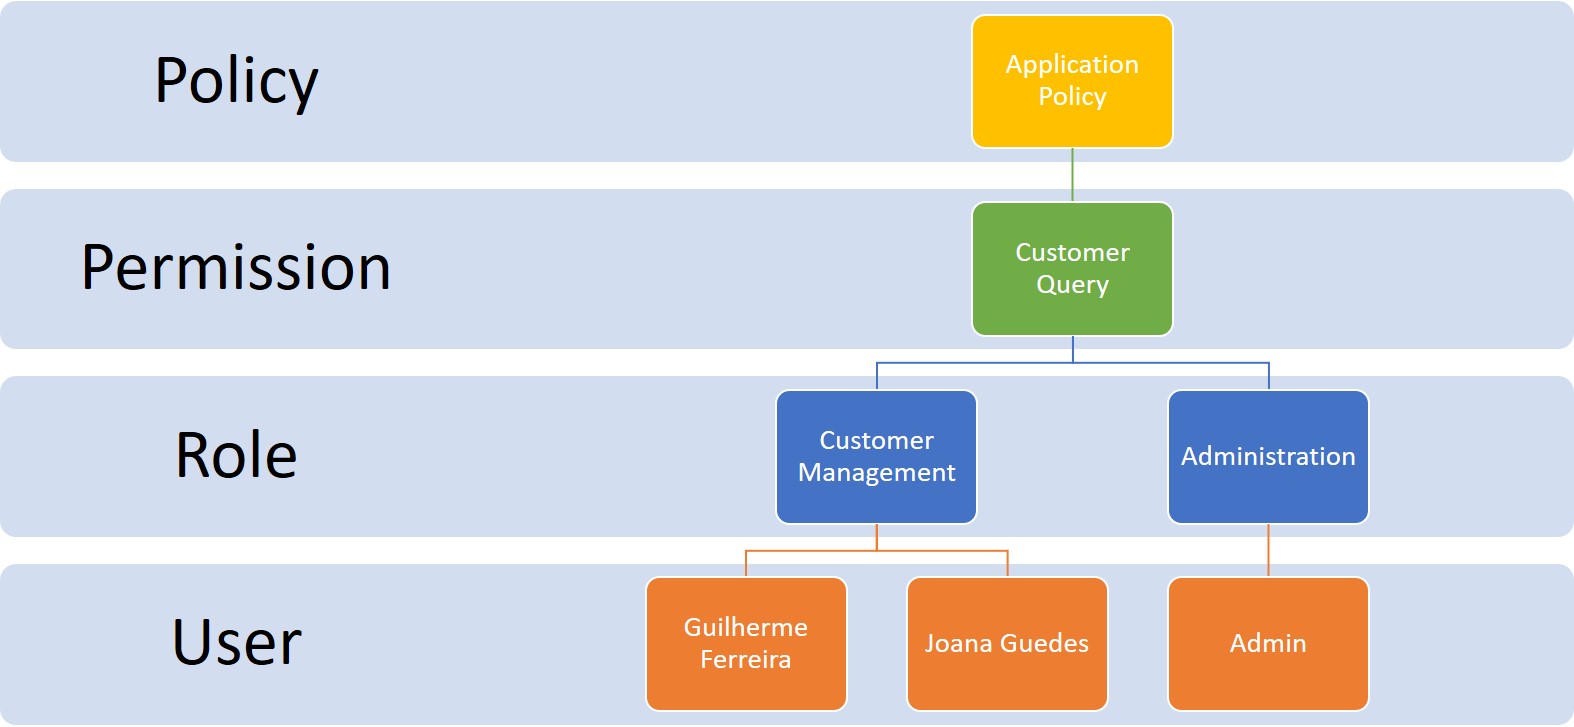 Policy
Application
Policy
Permission
Customer
Query
Role
Customer
Management
Administration
User
Guilherme
Ferreira
Joana Guedes
Admin